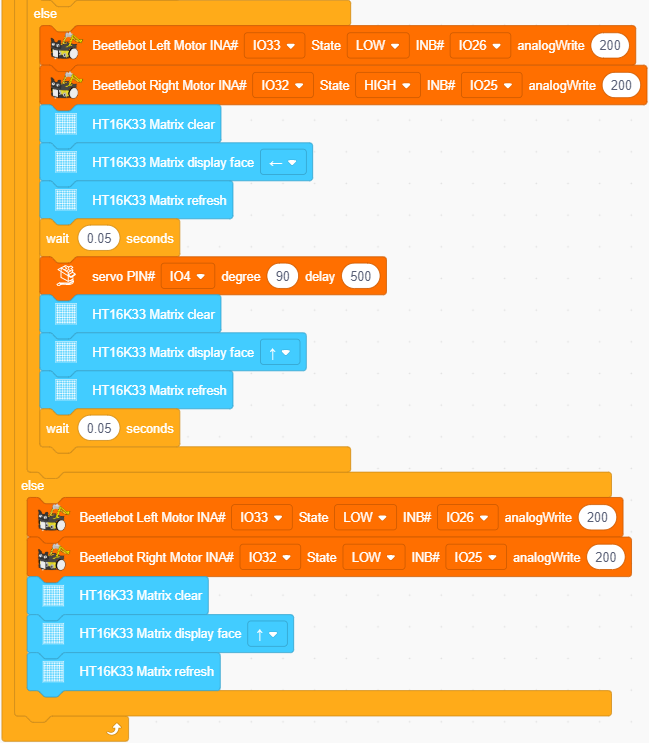 else
Beetlebot Left Motor INA# IO33 State LOW INB# IO26 analogWrite 200
Beetlebot Right Motor INA# IO32 State HIGH INB# IO25 analogWrite 200
HT16K33 Matrix clear
HT16K33 Matrix display face ←
HT16K33 Matrix refresh
wait 0.05 seconds
servo PIN# IO4 degree 90 delay 500
HT16K33 Matrix clear
HT16K33 Matrix display face ↑
HT16K33 Matrix refresh
wait 0.05 seconds
else
Beetlebot Left Motor INA# IO33 State LOW INB# IO26 analogWrite 200
Beetlebot Right Motor INA# IO32 State LOW INB# IO25 analogWrite 200
HT16K33 Matrix clear
HT16K33 Matrix display face ↑
HT16K33 Matrix refresh